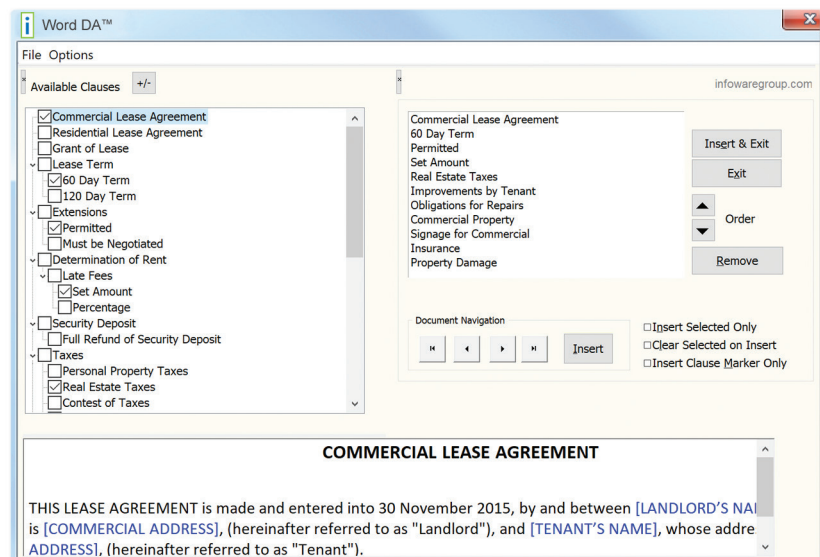 i Word DA™
File Options
Available Clauses +/-
infowaregroup.com
Commercial Lease Agreement
Residential Lease Agreement
Grant of Lease
Lease Term
60 Day Term
120 Day Term
Extensions
Permitted
Must be Negotiated
Determination of Rent
Late Fees
Set Amount
Percentage
Security Deposit
Full Refund of Security Deposit
Taxes
Personal Property Taxes
Real Estate Taxes
Contest of Taxes
Commercial Lease Agreement
60 Day Term
Permitted
Set Amount
Real Estate Taxes
Improvements by Tenant
Obligations for Repairs
Commercial Property
Signage for Commercial
Insurance
Property Damage
Insert & Exit
Exit
Order
Remove
Document Navigation
Insert
Insert Selected Only
Clear Selected on Insert
Insert Clause Marker Only
COMMERCIAL LEASE AGREEMENT
THIS LEASE AGREEMENT is made and entered into 30 November 2015, by and between [LANDLORD'S
is [COMMERCIAL ADDRESS], (hereinafter referred to as "Landlord"), and [TENANT'S NAME], whose
ADDRESS], (hereinafter referred to as "Tenant").